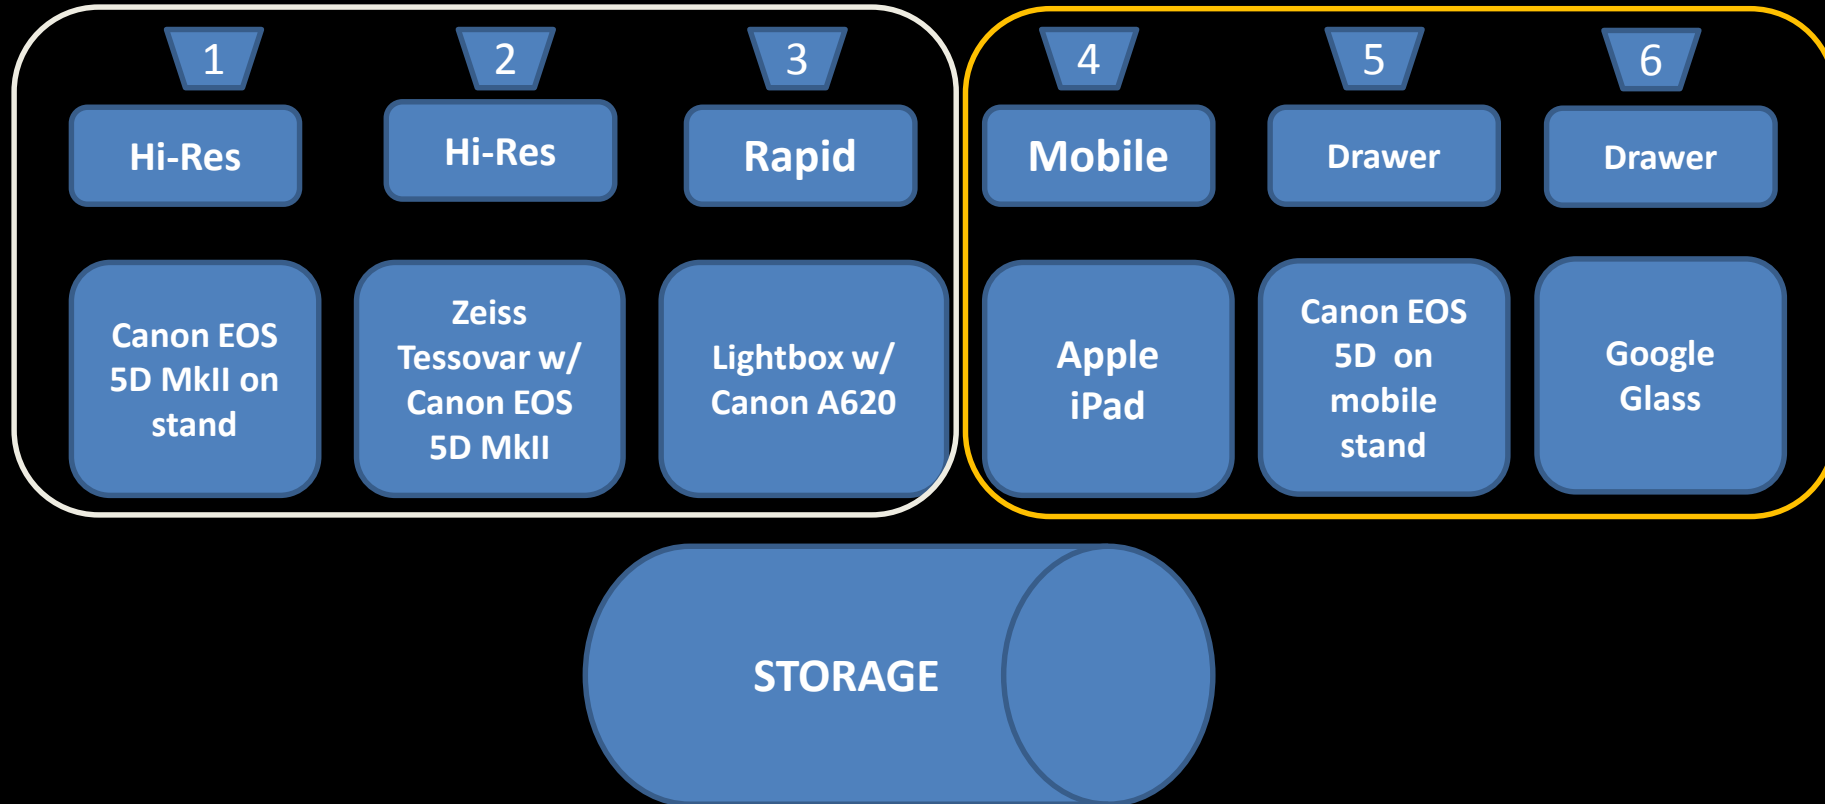 1
2
3
4
5
6
Hi-Res
Hi-Res
Rapid
Mobile
Drawer
Drawer
Canon EOS
5D MkII on
stand
Zeiss
Tessovar w/
Canon EOS
5D MkII
Lightbox w/
Canon A620
Apple
iPad
Canon EOS
5D on
mobile
stand
Google
Glass
STORAGE